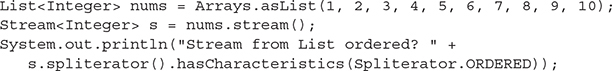 List<Integer> nums = Arrays.asList(1, 2, 3, 4, 5, 6, 7, 8, 9, 10);
Stream<Integer> s = nums.stream();
System.out.println("Stream from List ordered? " +
   s.spliterator().hasCharacteristics(Spliterator.ORDERED));